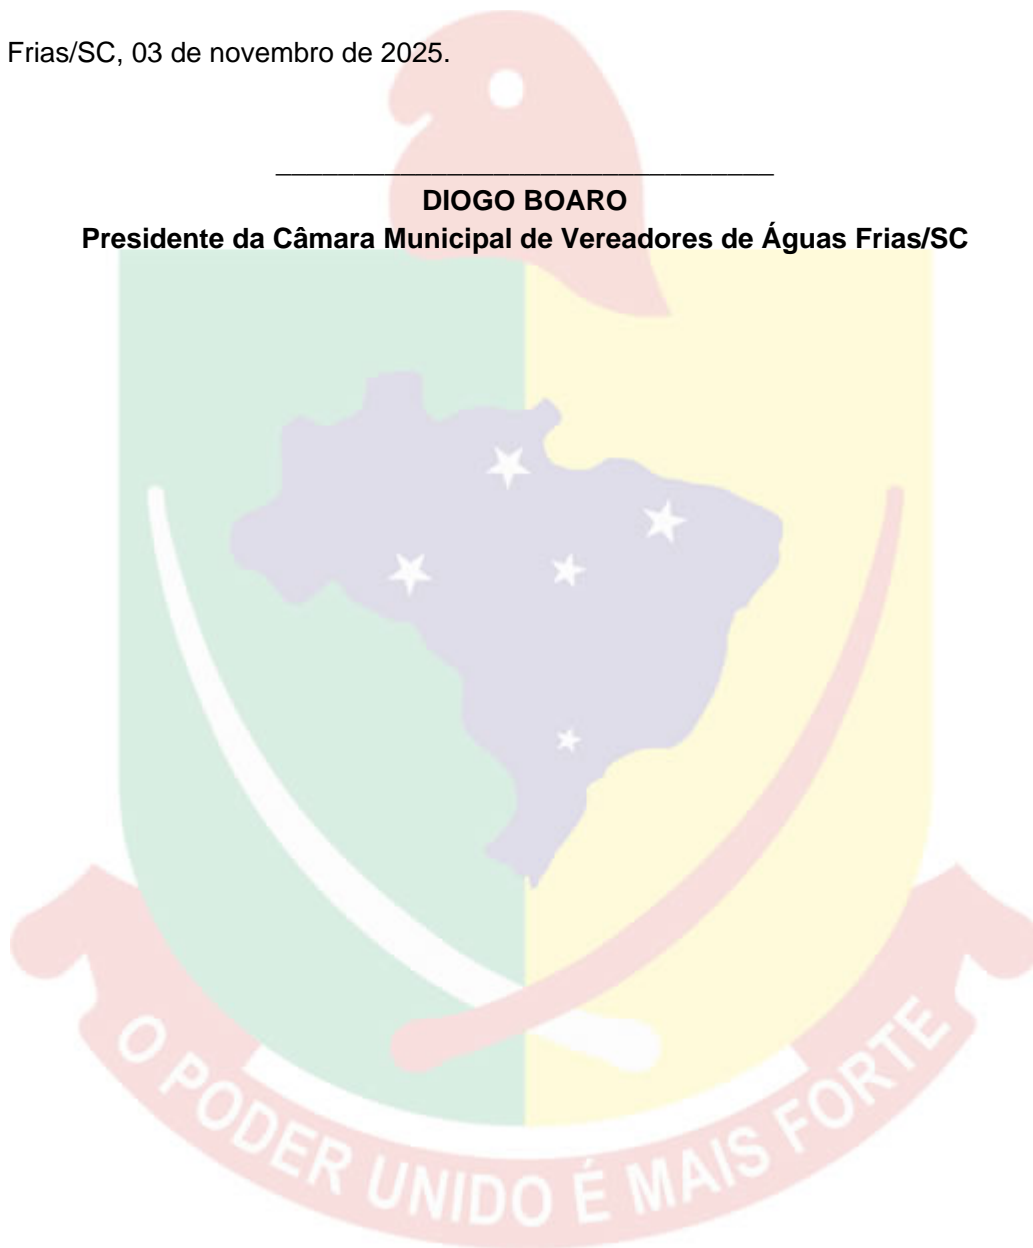 Frias/SC, 03 de novembro de 2025.
_________________________________
DIOGO BOARO
Presidente da Câmara Municipal de Vereadores de Águas Frias/SC
O PODER UNIDO É MAIS FORTE